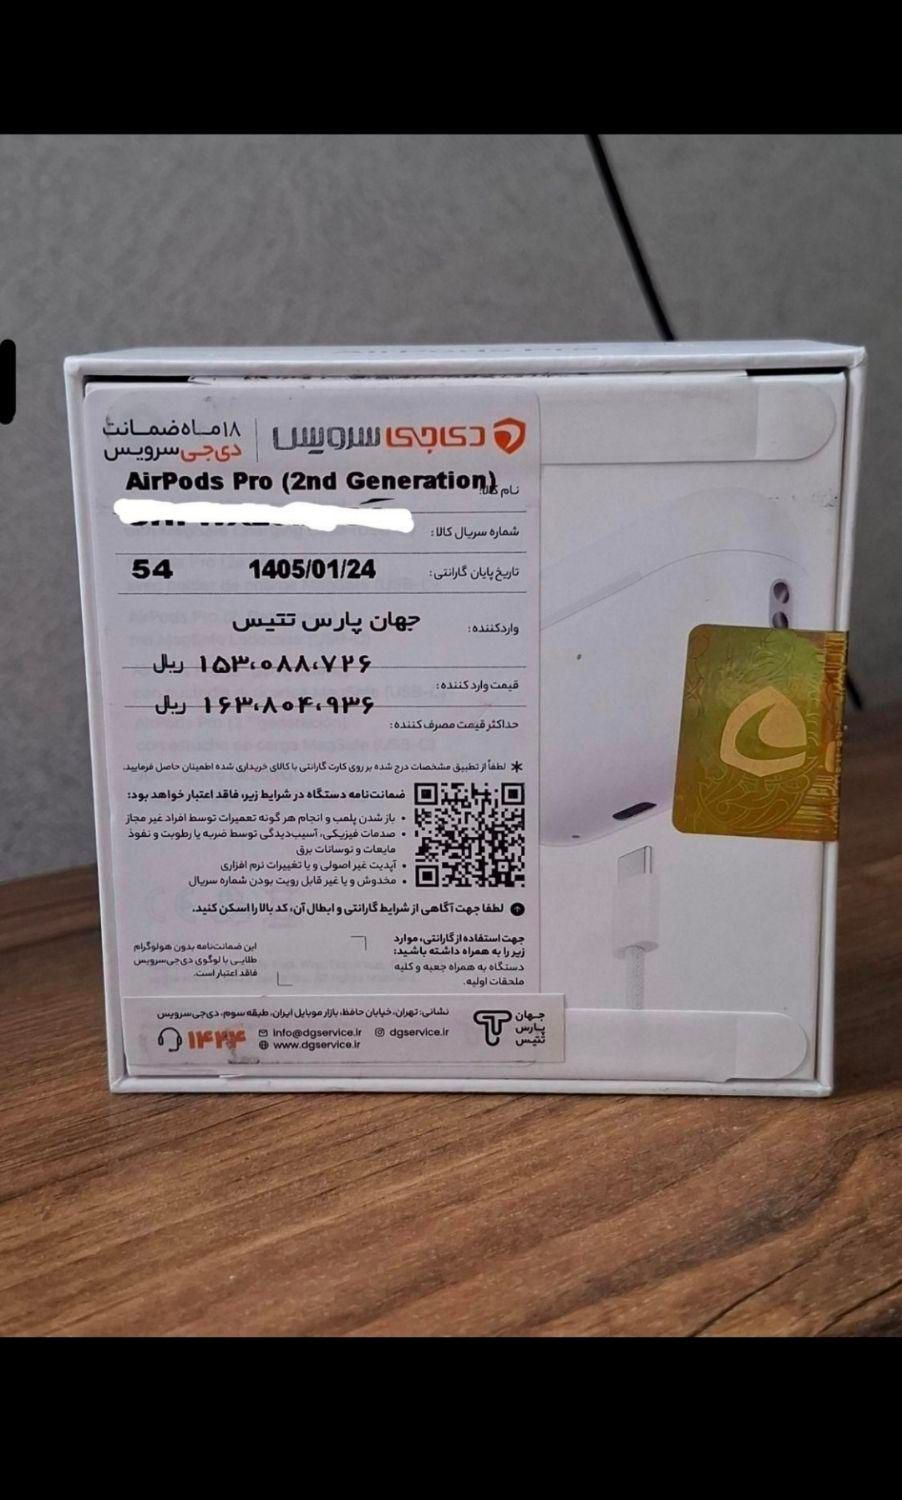 دی‌جی سرویس
۱۸ ماه ضمانت
دی‌جی سرویس
نام کالا:
AirPods Pro (2nd Generation)
شماره سریال کالا:
تاریخ پایان گارانتی: 1405/01/24 54
واردکننده: جهان پارس تتیس
قیمت وارد کننده: ۱۵۳،۰۸۸،۷۲۶ ریال
حداکثر قیمت مصرف کننده: ۱۶۳،۸۰۴،۹۳۶ ریال
* لطفاً از تطبیق مشخصات درج شده بر روی کارت گارانتی با کالای خریداری شده اطمینان حاصل فرمایید.
ضمانت‌نامه دستگاه در شرایط زیر، فاقد اعتبار خواهد بود:
• باز شدن پلمب و انجام هر گونه تعمیرات توسط افراد غیر مجاز
• صدمات فیزیکی، آسیب‌دیدگی توسط ضربه یا رطوبت و نفوذ
مایعات و نوسانات برق
• آپدیت غیر اصولی و یا تغییرات نرم افزاری
• مخدوش و یا غیر قابل رویت بودن شماره سریال
لطفا جهت آگاهی از شرایط گارانتی و ابطال آن، کد بالا را اسکن کنید.
جهت استفاده از گارانتی، موارد
زیر را به همراه داشته باشید:
دستگاه به همراه جعبه و کلیه
ملحقات اولیه.
این ضمانت‌نامه بدون هولوگرام
طلایی با لوگوی دی‌جی‌سرویس
فاقد اعتبار است.
جهان
پارس
تتیس
نشانی: تهران، خیابان حافظ، بازار موبایل ایران، طبقه سوم، دی‌جی‌سرویس
۱۴۲۴
info@dgservice.ir dgservice.ir
www.dgservice.ir